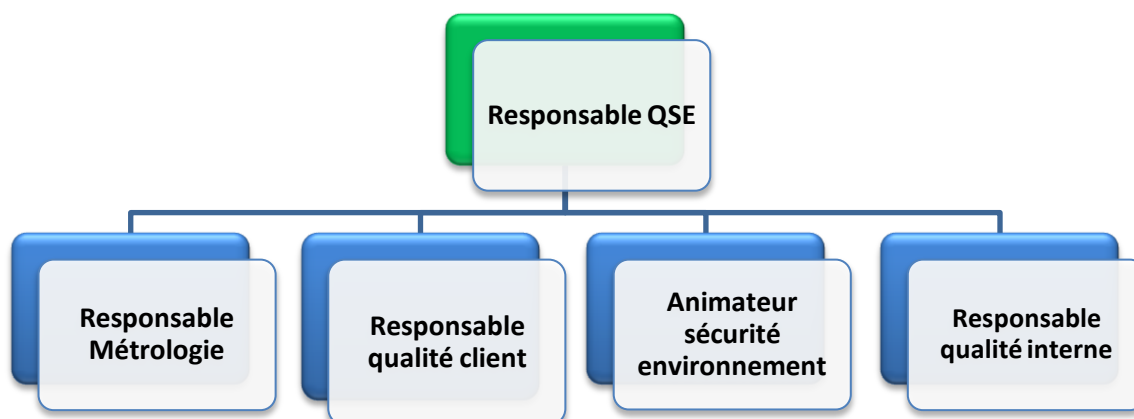 Responsable QSE
Responsable
Métrologie
Responsable
qualité client
Animateur
sécurité
environnement
Responsable
qualité interne